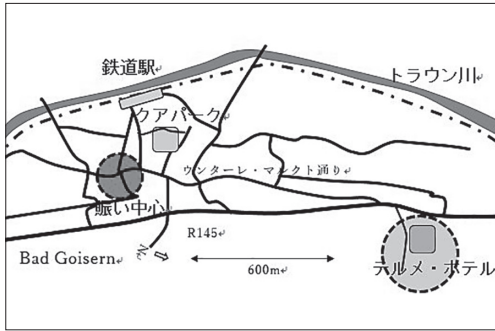 鉄道駅
トラウン川
クアパーク
ウンターレ・マルクト通り
賑い中心
R145
Bad Goisern
600m
テルメ・ホテル